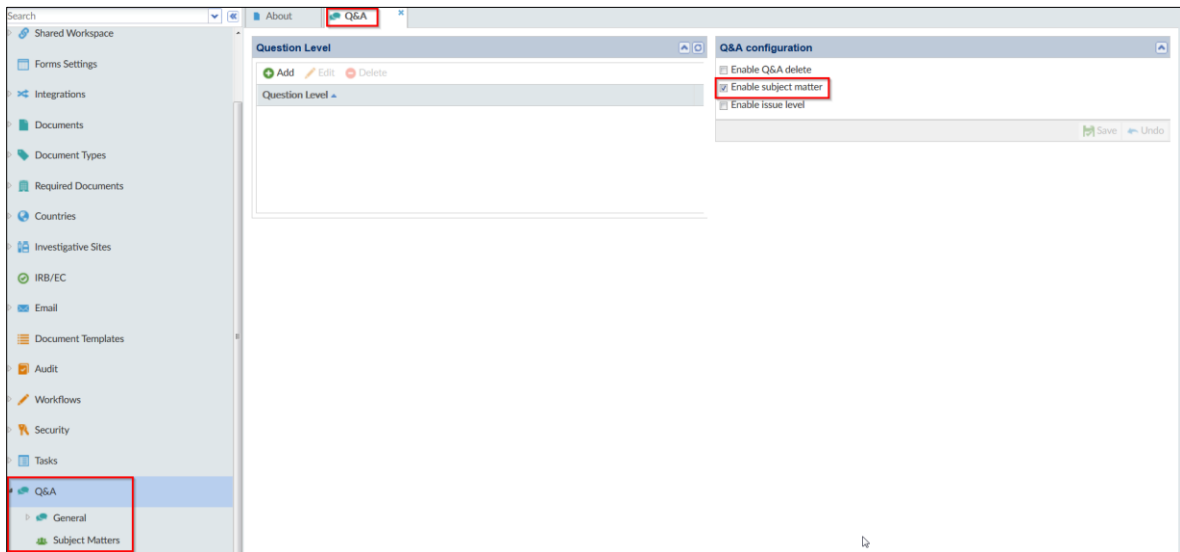 Search
Shared Workspace
Forms Settings
Integrations
Documents
Document Types
Required Documents
Countries
Investigative Sites
IRB/EC
Email
Document Templates
Audit
Workflows
Security
Tasks
Q&A
General
Subject Matters
About
Q&A
Question Level
Add Edit Delete
Question Level
Q&A configuration
Enable Q&A delete
Enable subject matter
Enable issue level
Save Undo